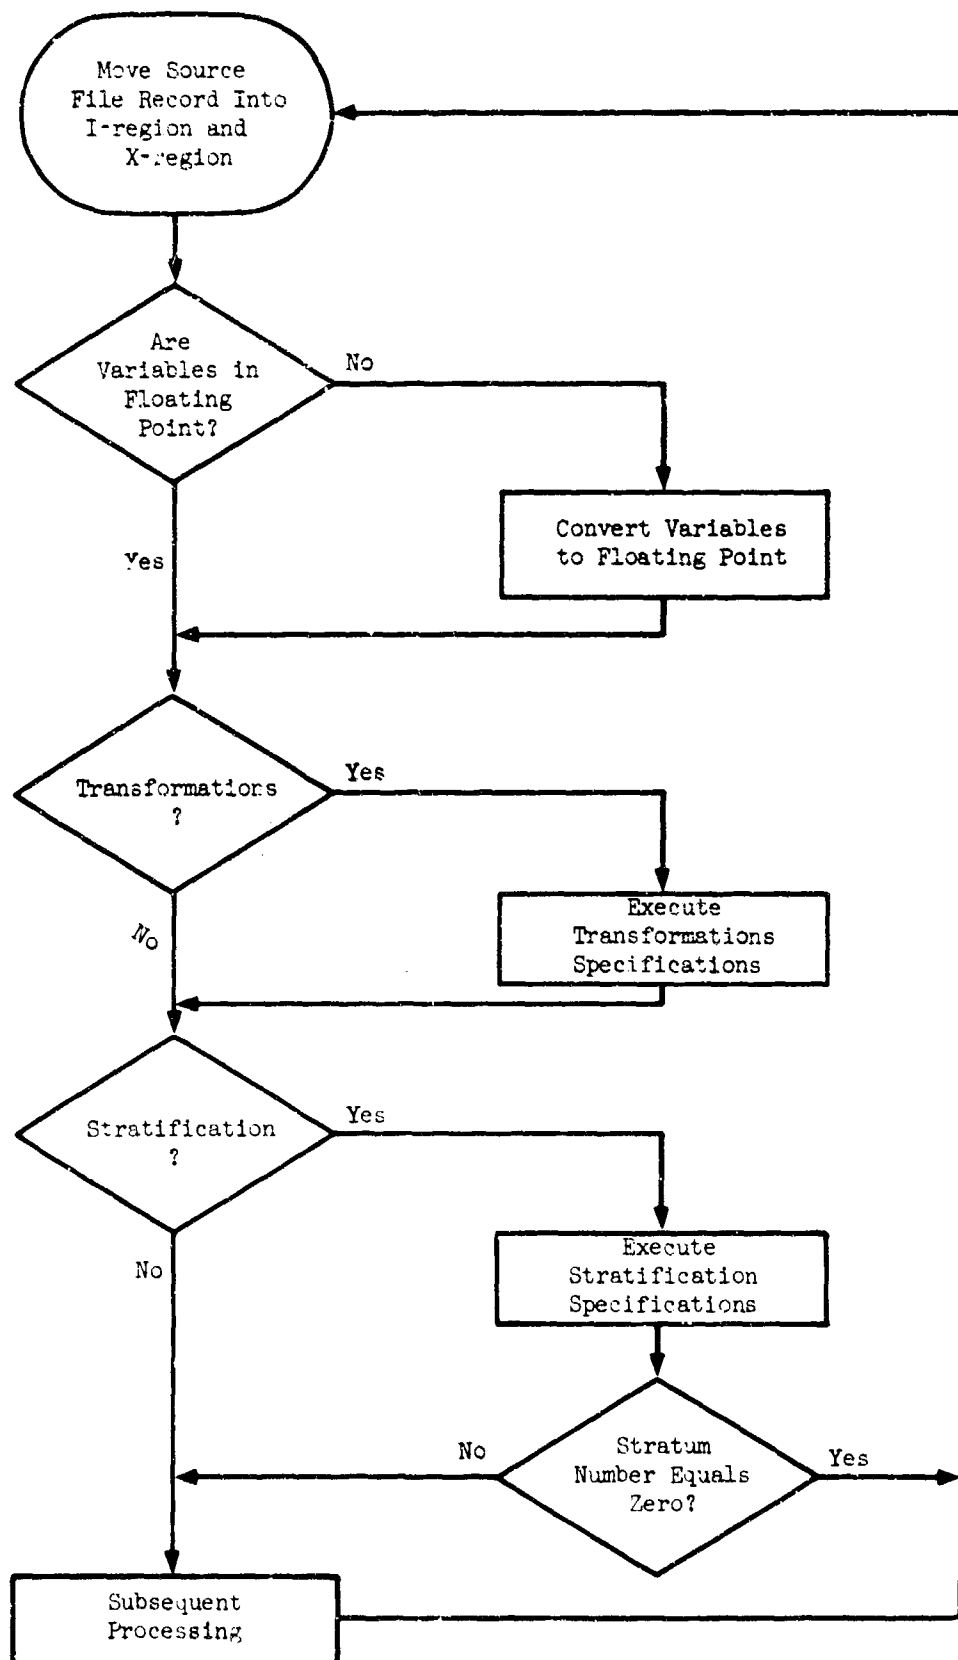 Move Source
File Record Into
I-region and
X-region
Are
Variables in
Floating
Point?
No
Yes
Convert Variables
to Floating Point
Transformations
?
Yes
No
Execute
Transformations
Specifications
Stratification
?
Yes
No
Execute
Stratification
Specifications
Stratum
Number Equals
Zero?
No
Yes
Subsequent
Processing